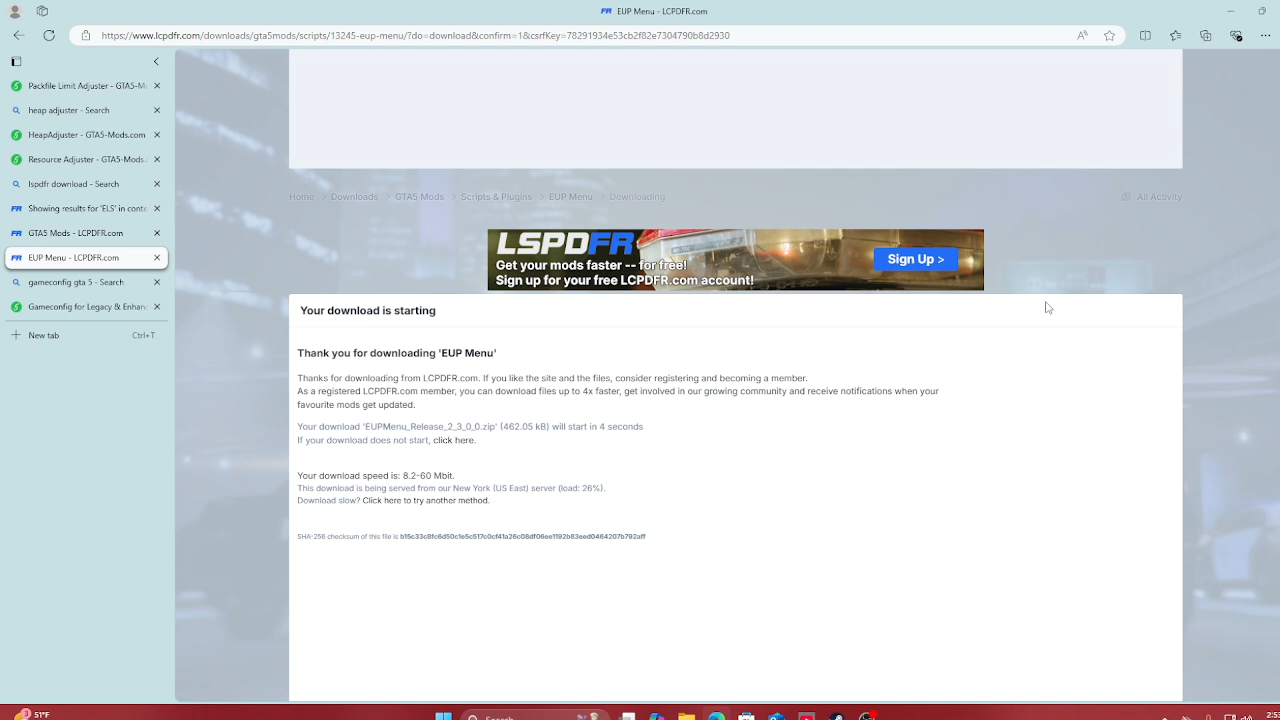 EUP Menu - LCPDFR.com
https://www.lcpdfr.com/downloads/gta5mods/scripts/13245-eup-menu/?do=download&confirm=1&csrfKey=78291934e53cb2f82e7304790b8d2930
Packfile Limit Adjuster - GTA5-M
heap adjuster - Search
HeapAdjuster - GTA5-Mods.com
Resource Adjuster - GTA5-Mods
lspdfr download - Search
Showing results for 'ELS' in conte
GTA5 Mods - LCPDFR.com
EUP Menu - LCPDFR.com
gameconfig gta 5 - Search
Gameconfig for Legacy & Enhan
New tab Ctrl+T
Home > Downloads > GTA5 Mods > Scripts & Plugins > EUP Menu > Downloading
All Activity
LSPDFR
Get your mods faster -- for free!
Sign up for your free LCPDFR.com account!
Sign Up >
Your download is starting
Thank you for downloading 'EUP Menu'
Thanks for downloading from LCPDFR.com. If you like the site and the files, consider registering and becoming a member.
As a registered LCPDFR.com member, you can download files up to 4x faster, get involved in our growing community and receive notifications when your
favourite mods get updated.
Your download 'EUPMenu_Release_2_3_0_0.zip' (462.05 kB) will start in 4 seconds
If your download does not start, click here.
Your download speed is: 8.2-60 Mbit.
This download is being served from our New York (US East) server (load: 26%).
Download slow? Click here to try another method.
SHA-256 checksum of this file is
51°F
Search